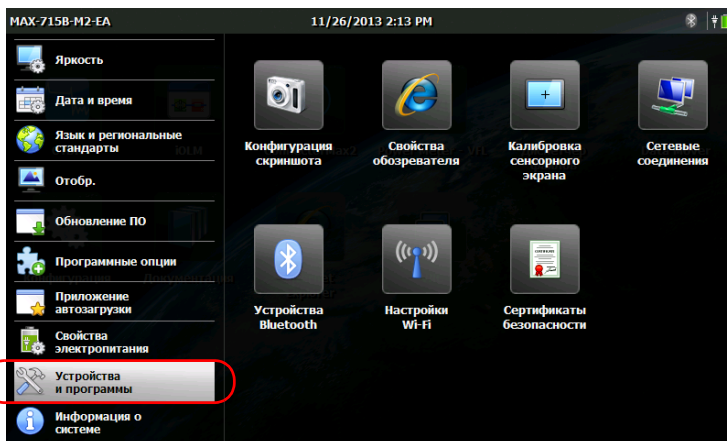 MAX-715B-M2-EA
11/26/2013 2:13 PM
Яркость
Дата и время
Язык и региональные
стандарты
Отобр.
Обновление ПО
Программные опции
Приложение
автозагрузки
Свойства
электропитания
Устройства
и программы
Информация о
системе
Конфигурация
скриншота
Свойства
обозревателя
Калибровка
сенсорного
экрана
Сетевые
соединения
Устройства
Bluetooth
Настройки
Wi-Fi
Сертификаты
безопасности